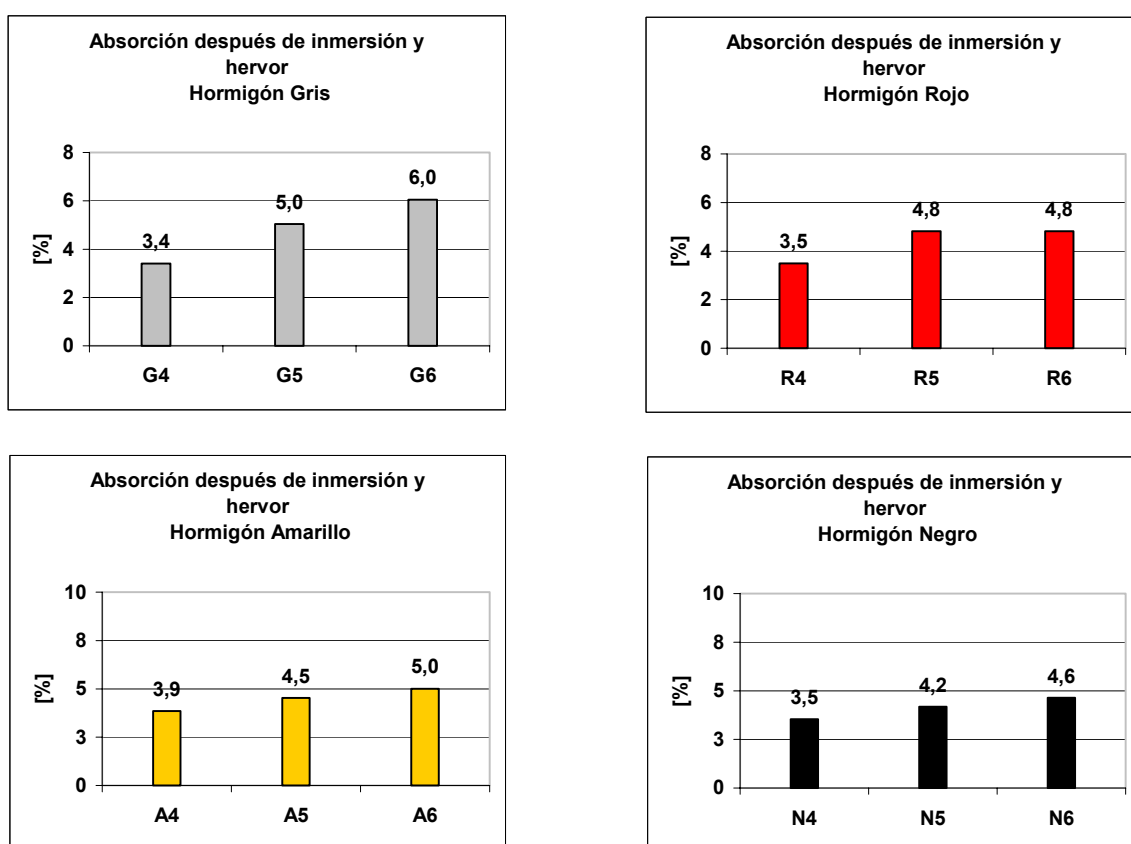 Absorción después de inmersión y
hervor
Hormigón Gris
8
6
4
2
0
[%]
3,4
5,0
6,0
G4
G5
G6
Absorción después de inmersión y
hervor
Hormigón Rojo
8
6
4
2
0
[%]
3,5
4,8
4,8
R4
R5
R6
Absorción después de inmersión y
hervor
Hormigón Amarillo
10
8
5
3
0
[%]
3,9
4,5
5,0
A4
A5
A6
Absorción después de inmersión y
hervor
Hormigón Negro
10
8
5
3
0
[%]
3,5
4,2
4,6
N4
N5
N6